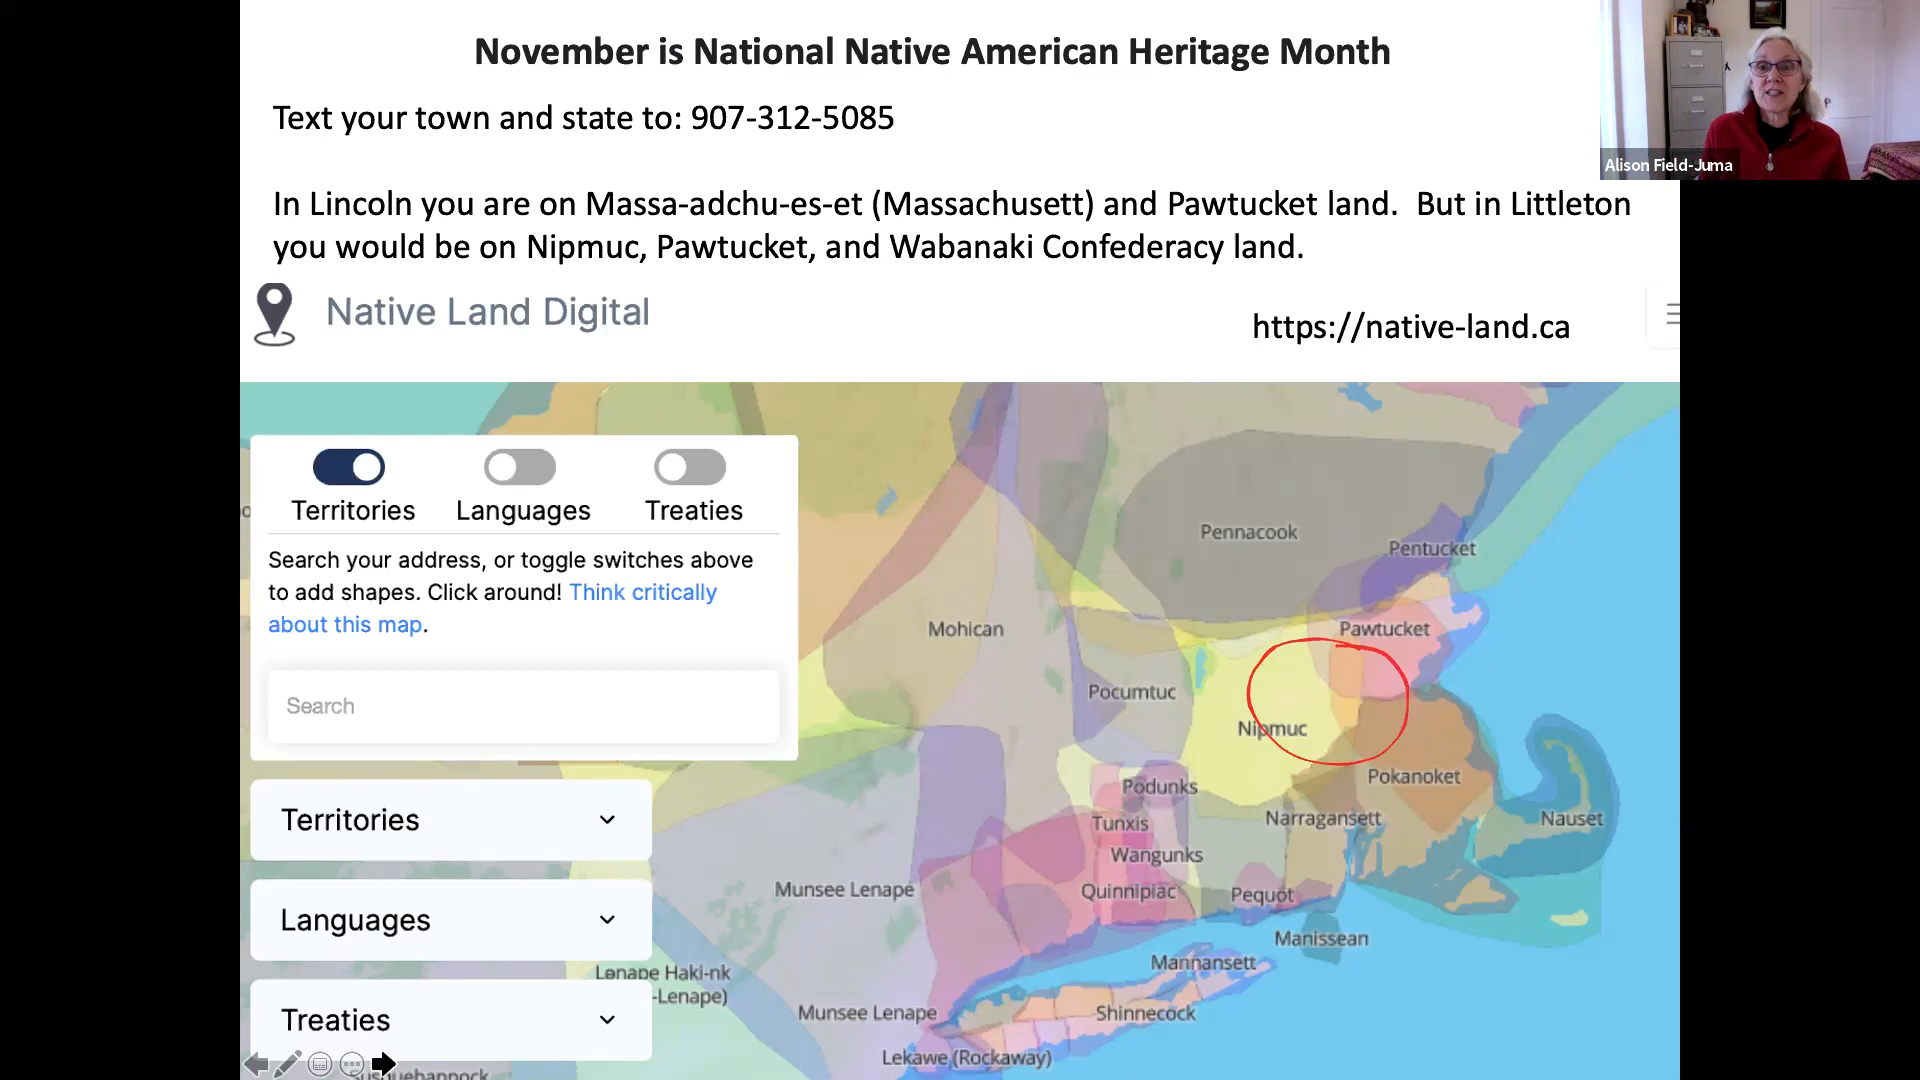 November is National Native American Heritage Month
Alison Field-Juma
Text your town and state to: 907-312-5085
In Lincoln you are on Massa-adchu-es-et (Massachusett) and Pawtucket land.  But in Littleton
you would be on Nipmuc, Pawtucket, and Wabanaki Confederacy land.
Native Land Digital
https://native-land.ca
Territories
Languages
Treaties
Search your address, or toggle switches above
to add shapes. Click around! Think critically
about this map.
Search
Territories
Languages
Treaties
Pennacook
Pentucket
Mohican
Pawtucket
Pocumtuc
Nipmuc
Pokanoket
Podunks
Tunxis
Narragansett
Nauset
Wangunks
Munsee Lenape
Quinnipiac
Pequot
Manissean
Lenape Haki-nk
-Lenape)
Mannansett
Munsee Lenape
Shinnecock
Lekawe (Rockaway)